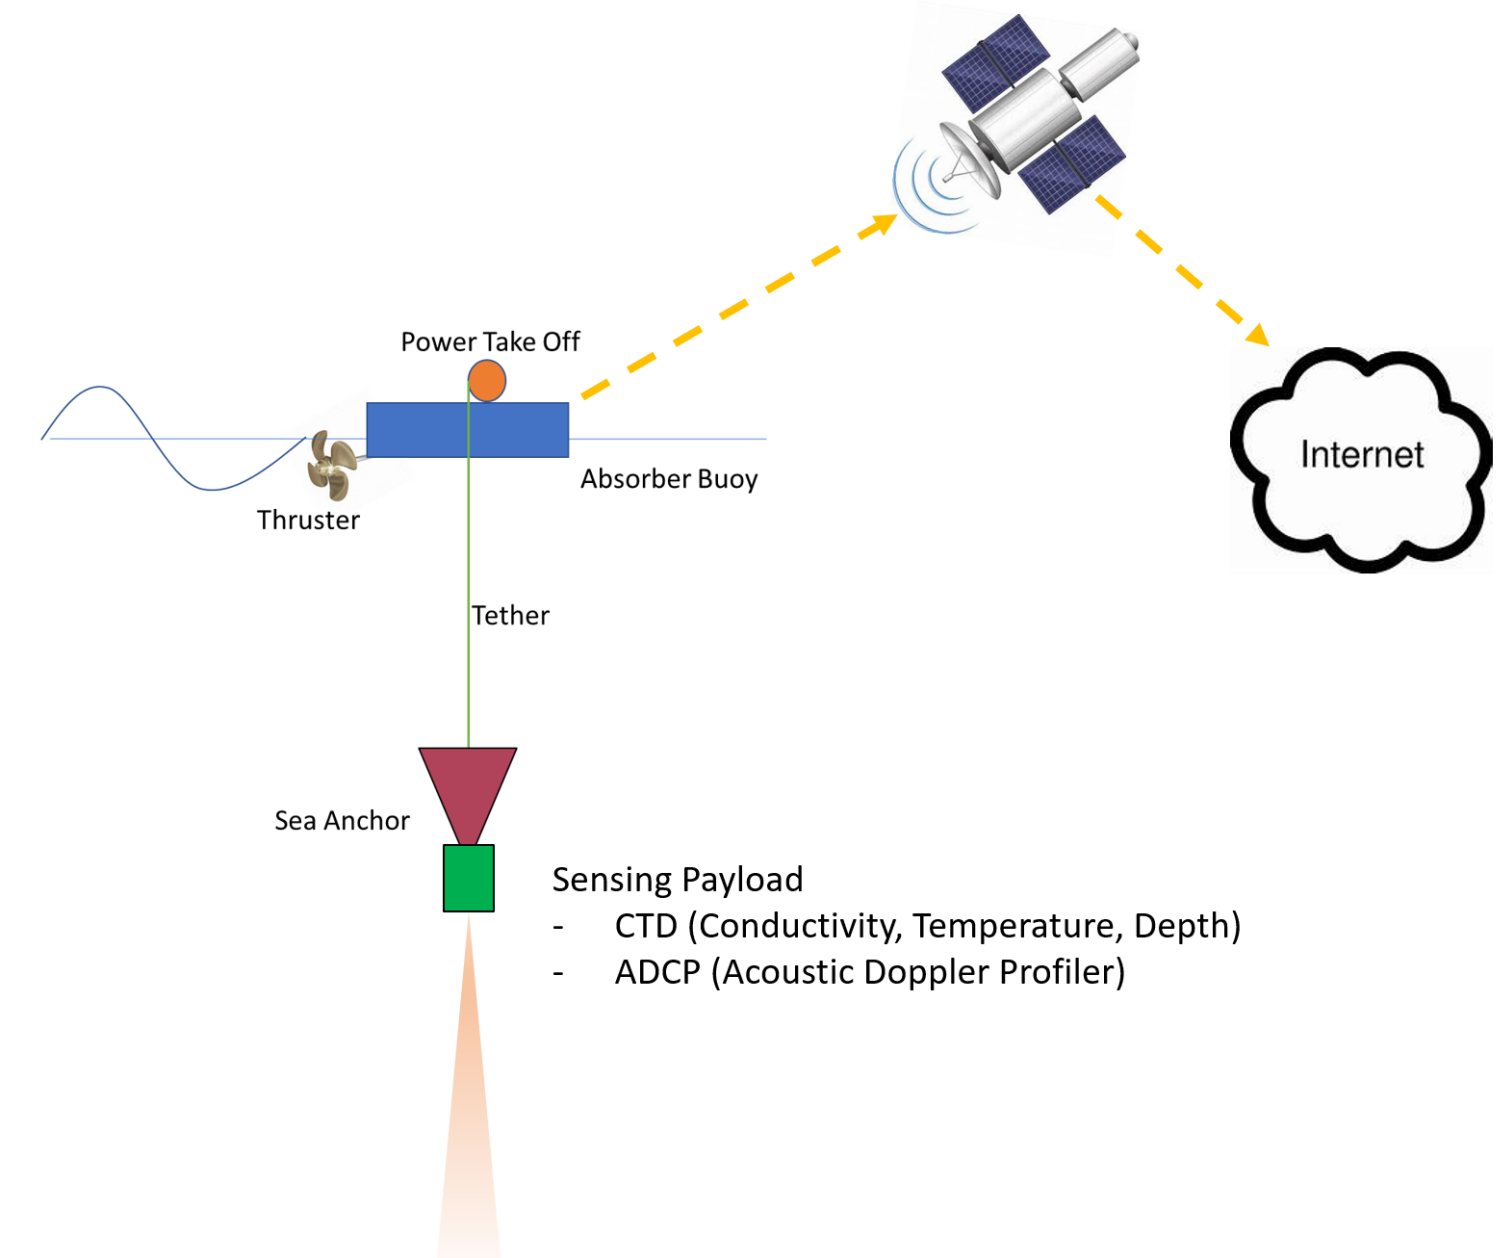 Power Take Off
Internet
Absorber Buoy
Thruster
Tether
Sea Anchor
Sensing Payload
- CTD (Conductivity, Temperature, Depth)
- ADCP (Acoustic Doppler Profiler)